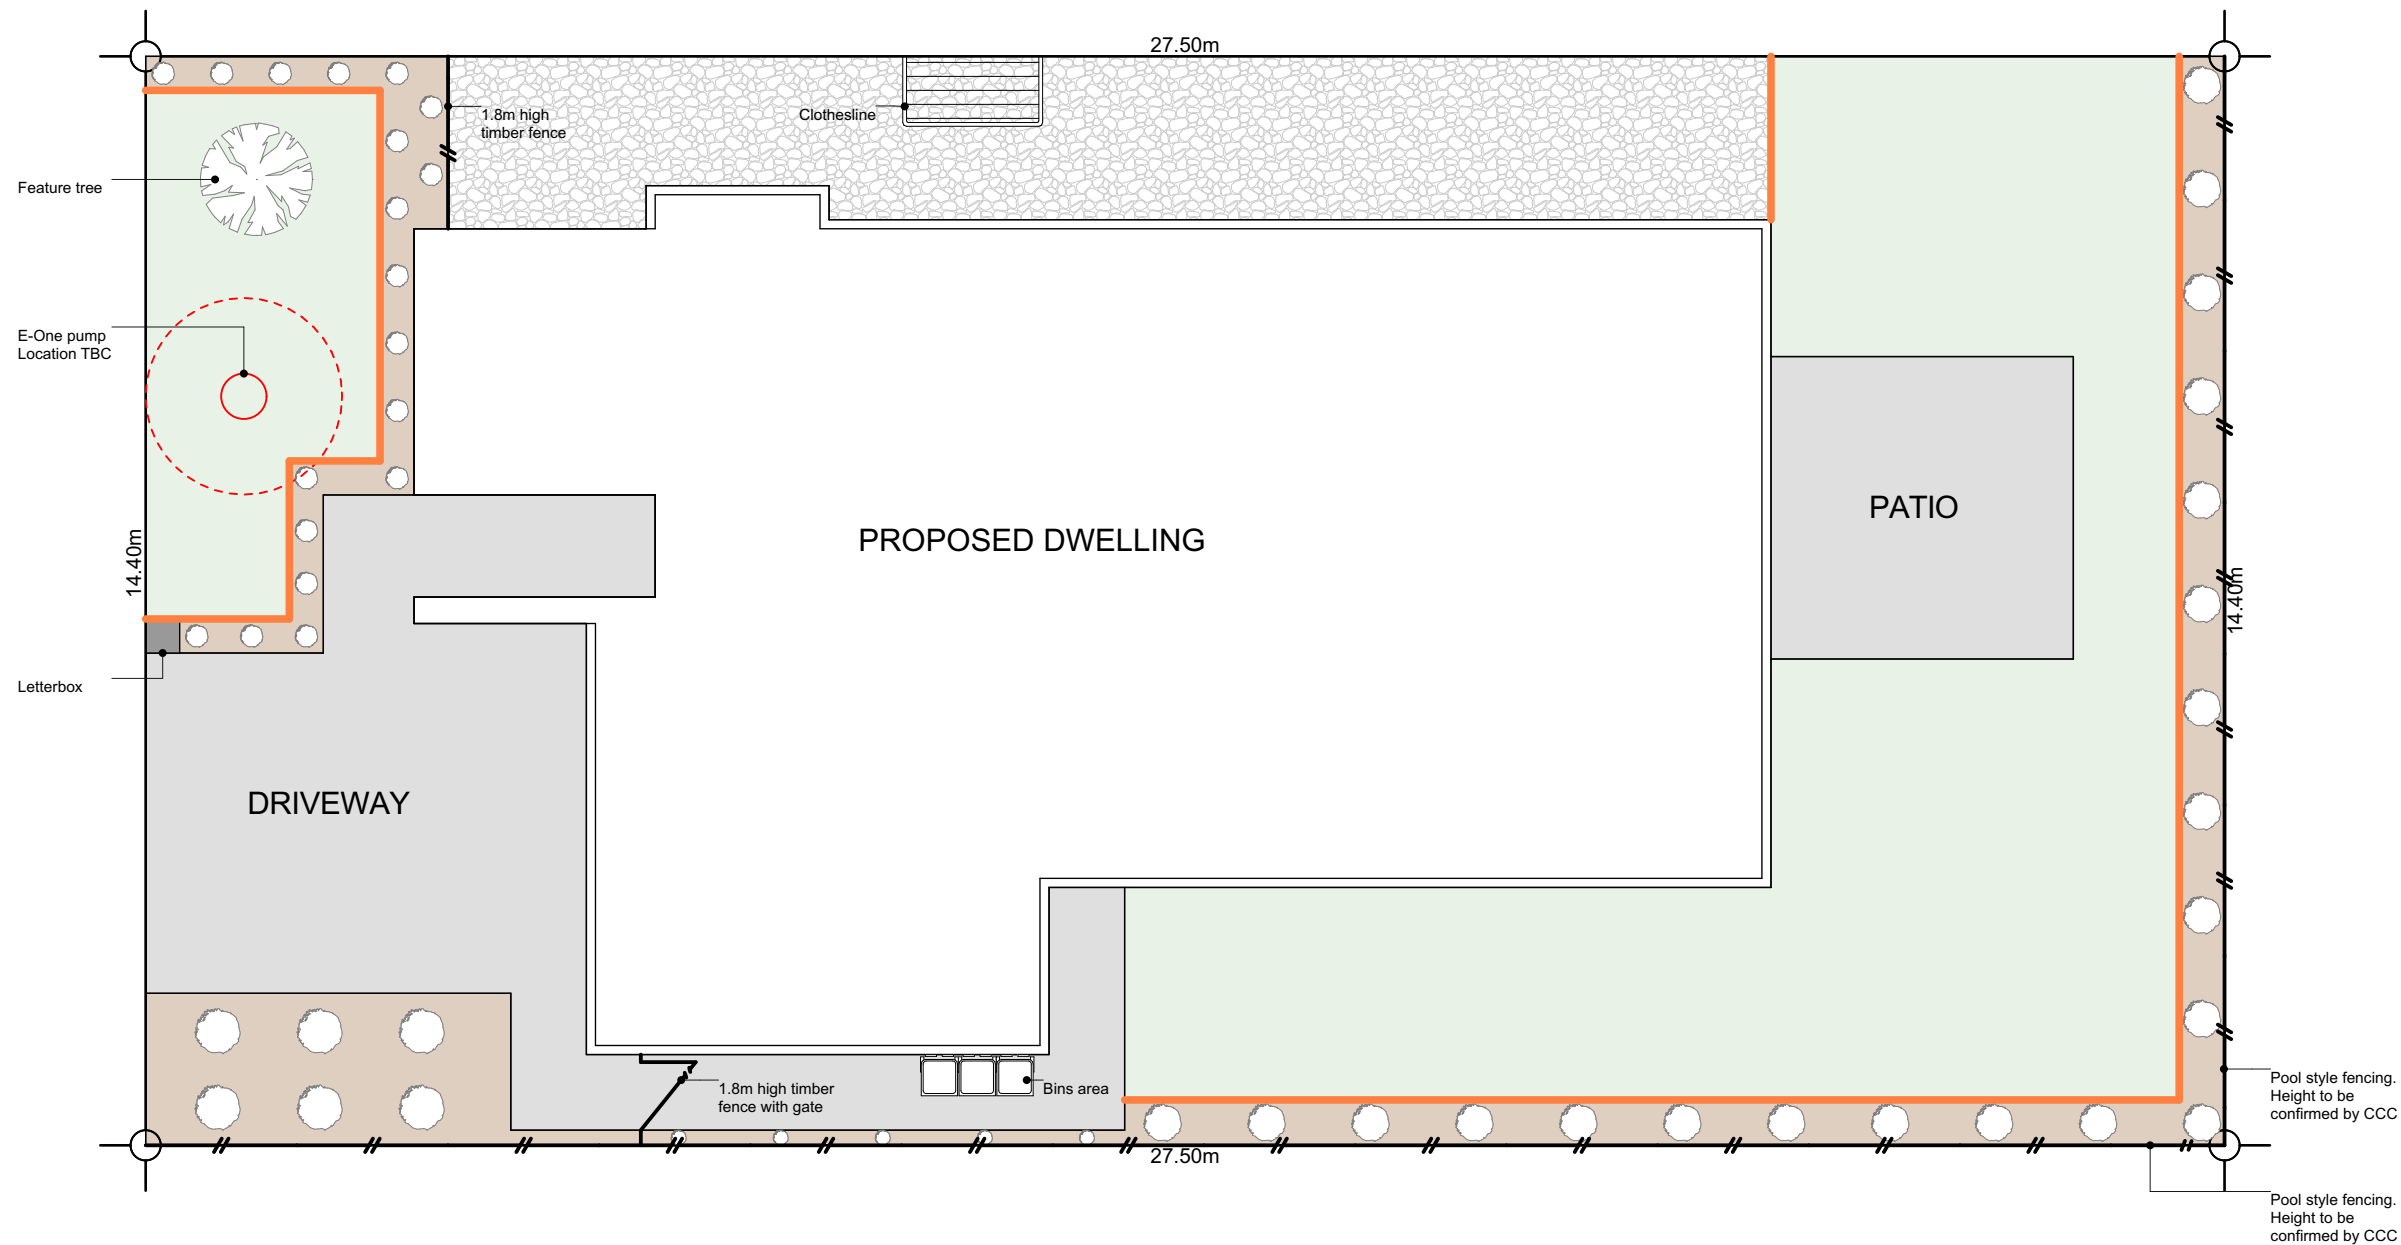 27.50m
1.8m high
timber fence
Clothesline
Feature tree
E-One pump
Location TBC
14.40m
PROPOSED DWELLING
PATIO
14.40m
Letterbox
DRIVEWAY
1.8m high timber
fence with gate
Bins area
Pool style fencing.
Height to be
confirmed by CCC
27.50m
Pool style fencing.
Height to be
confirmed by CCC